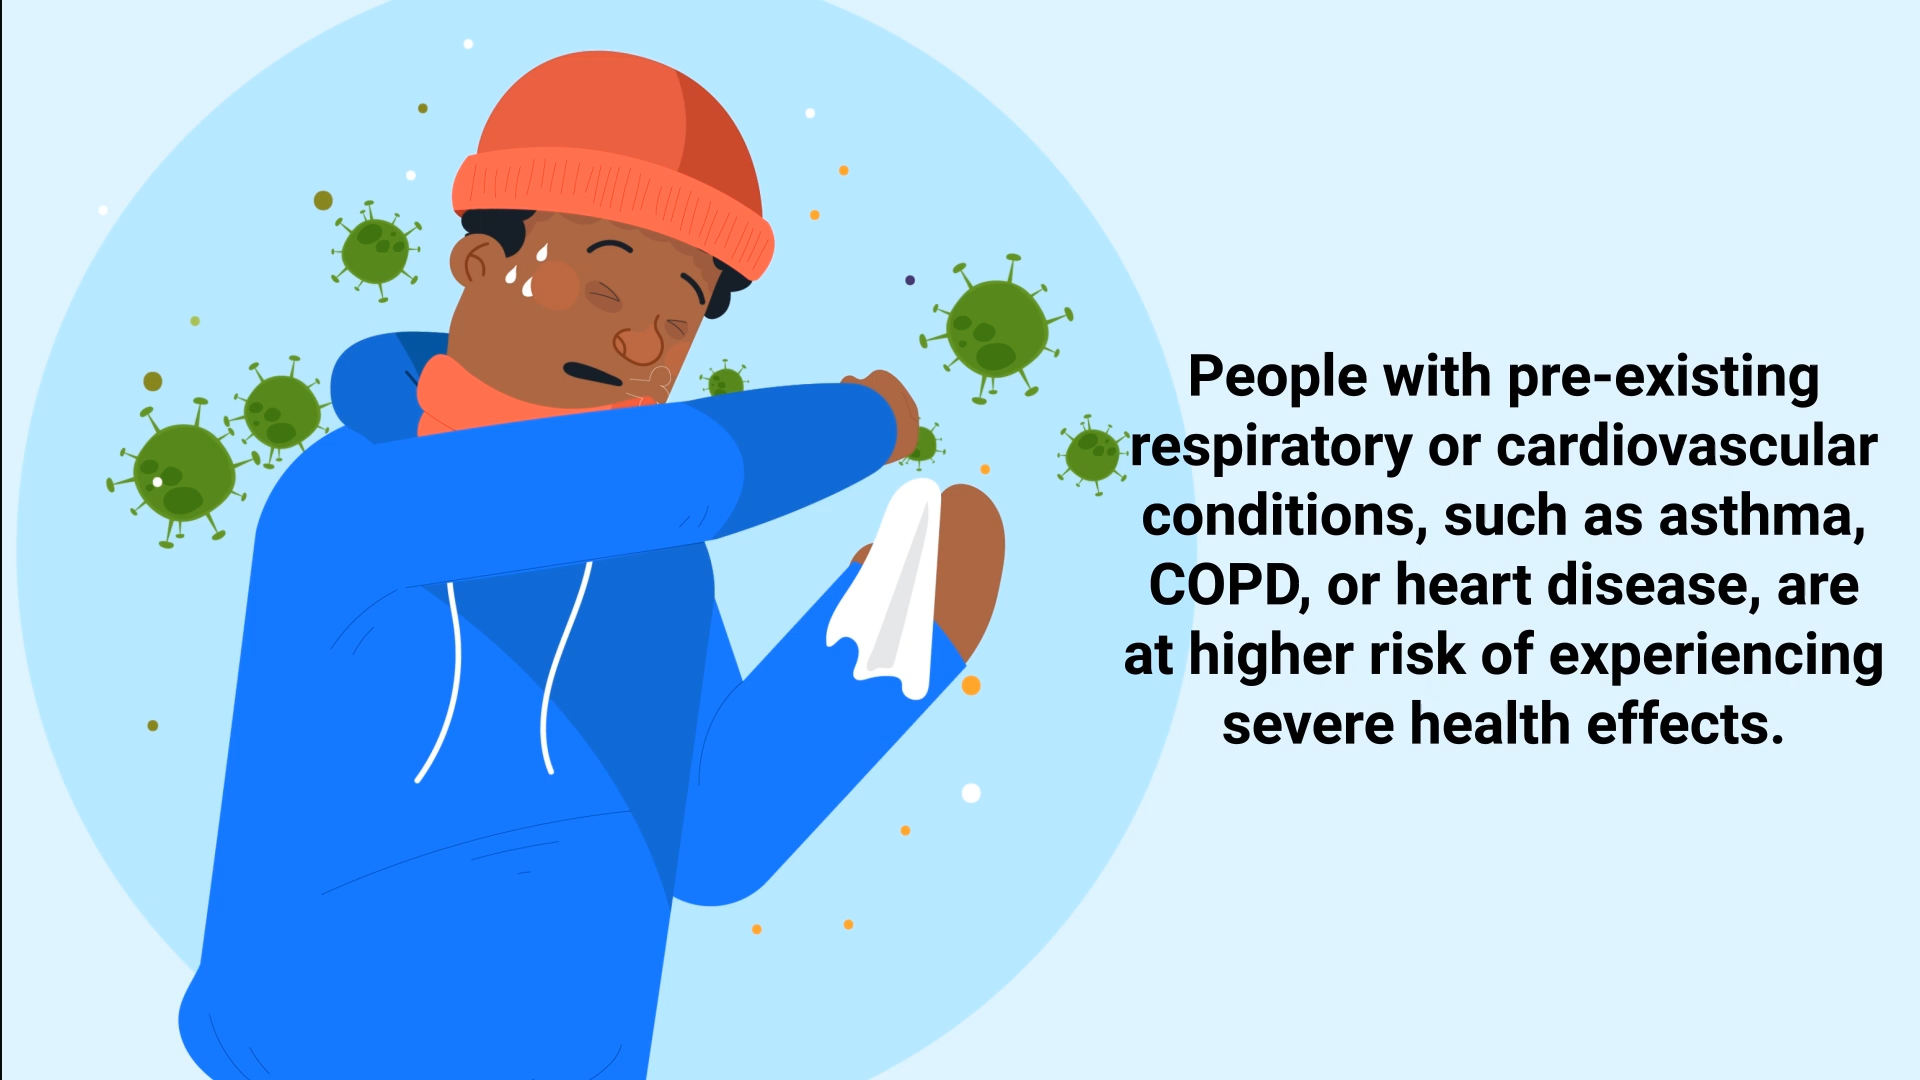 People with pre-existing
respiratory or cardiovascular
conditions, such as asthma,
COPD, or heart disease, are
at higher risk of experiencing
severe health effects.